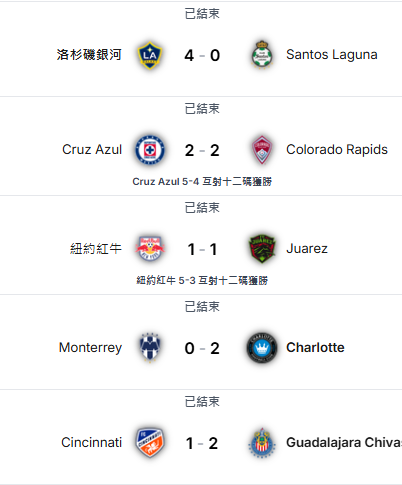 已結束
洛杉磯銀河 4 - 0 Santos Laguna
已結束
Cruz Azul 2 - 2 Colorado Rapids
Cruz Azul 5-4 互射十二碼獲勝
已結束
紐約紅牛 1 - 1 Juarez
紐約紅牛 5-3 互射十二碼獲勝
已結束
Monterrey 0 - 2 Charlotte
已結束
Cincinnati 1 - 2 Guadalajara Chivas